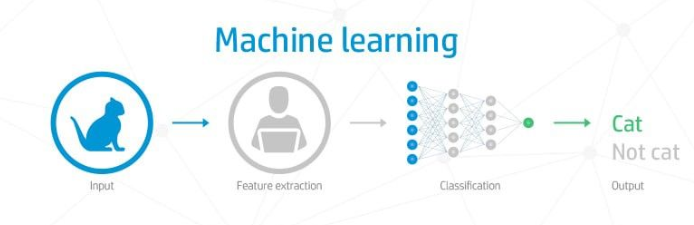 Machine learning
Cat
Not cat
Input
Feature extraction
Classification
Output